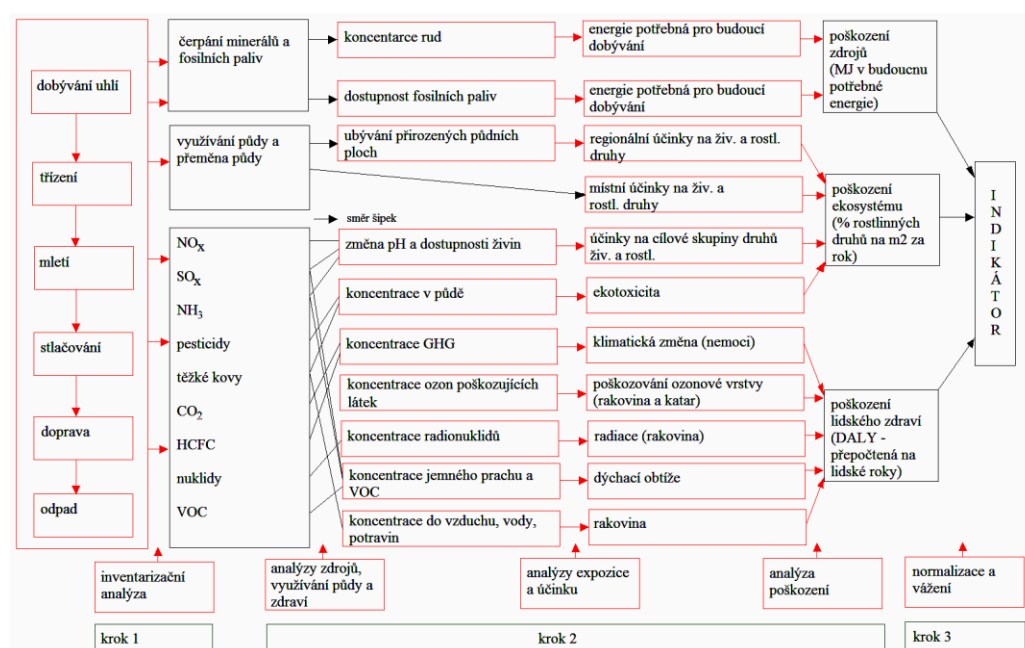 dobývání uhlí
třízení
mletí
stlačování
doprava
odpad
čerpání minerálů a
fosilních paliv
využívání půdy a
přeměna půdy
NOX
SOX
NH3
pesticidy
těžké kovy
CO2
HCFC
nuklidy
VOC
směr šipek
koncentarce rud
dostupnost fosilních paliv
ubývání přirozených půdních
ploch
změna pH a dostupnosti živin
koncentrace v půdě
koncentrace GHG
koncentrace ozon poškozujících
látek
koncentrace radionuklidů
koncentrace jemného prachu a
VOC
koncentrace do vzduchu, vody,
potravin
energie potřebná pro budoucí
dobývání
energie potřebná pro budoucí
dobývání
regionální účinky na živ. a rostl.
druhy
místní účinky na živ. a
rostl. druhy
účinky na cílové skupiny druhů
živ. a rostl.
ekotoxicita
klimatická změna (nemoci)
poškozování ozonové vrstvy
(rakovina a katar)
radiace (rakovina)
dýchací obtíže
rakovina
poškození
zdrojů
(MJ v budoucnu
potřebné
energie)
poškození
ekosystému
(% rostlinných
druhů na m2 za
rok)
poškození
lidského zdraví
(DALY -
přepočtená na
lidské roky)
I
N
D
I
K
Á
T
O
R
inventarizační
analýza
analýzy zdrojů,
využívání půdy a
zdraví
analýzy expozice
a účinku
analýza
poškození
normalizace a
vážení
krok 1
krok 2
krok 3